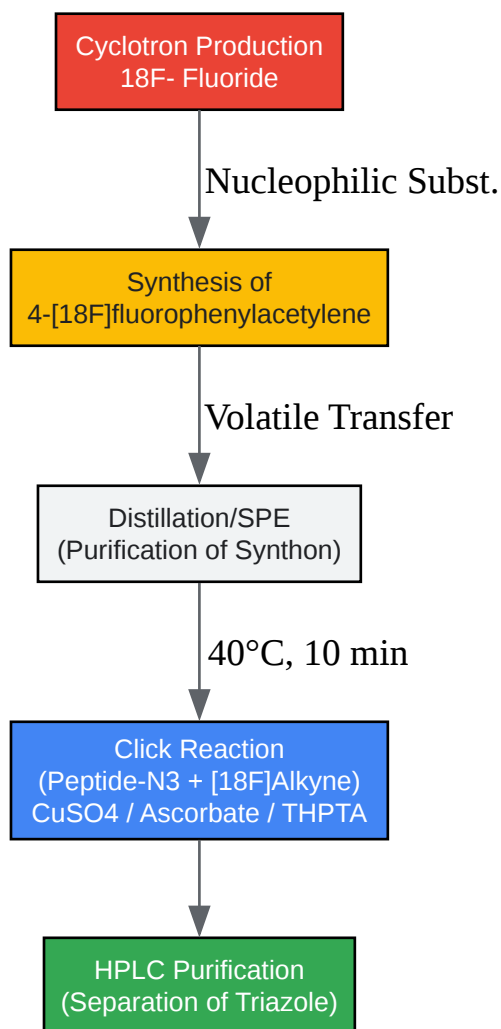 Cyclotron Production
18F- Fluoride
Nucleophilic Subst.
Synthesis of
4-[18F]fluorophenylacetylene
Volatile Transfer
Distillation/SPE
(Purification of Synthon)
40°C, 10 min
Click Reaction
(Peptide-N3 + [18F]Alkyne)
CuSO4 / Ascorbate / THPTA
HPLC Purification
(Separation of Triazole)